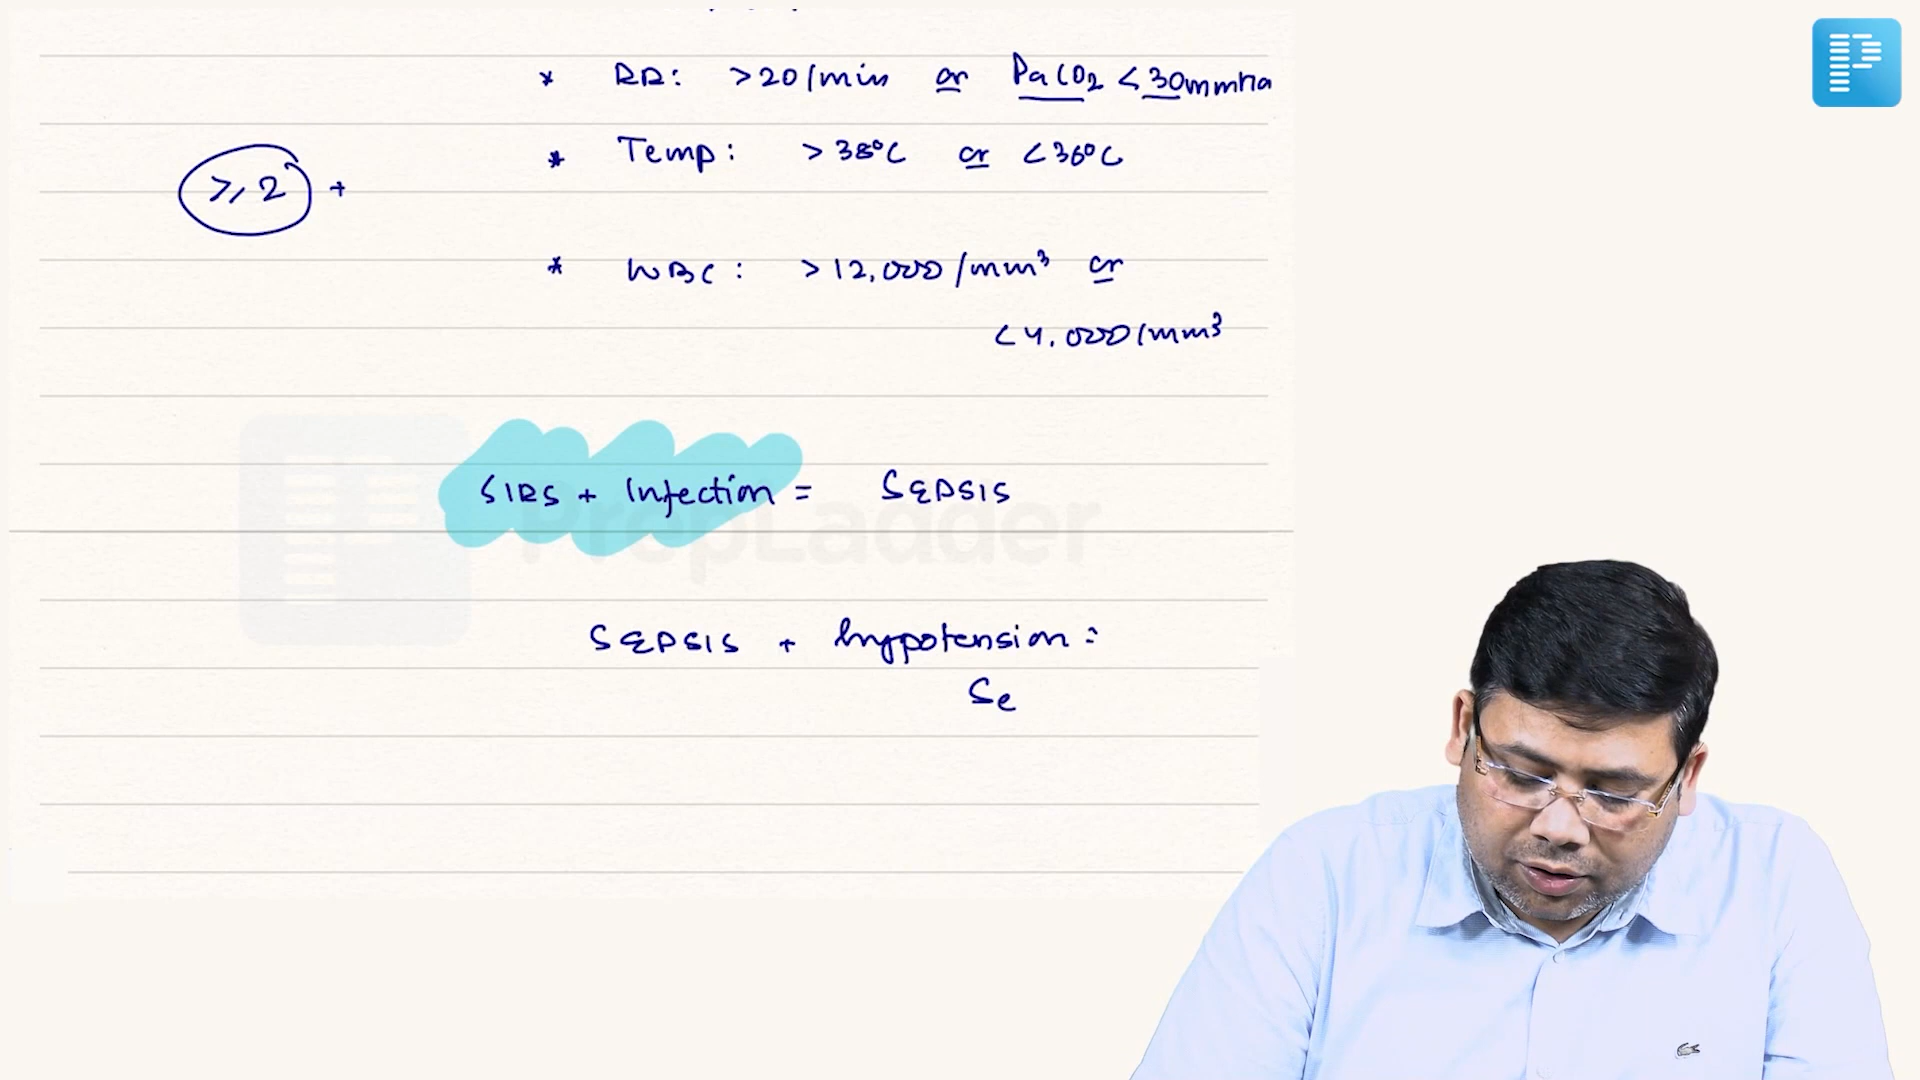 * RR: >20/min or PaCO2 <30mmHg
* Temp: >38°C or <36°C
≥2 +
* WBC: >12,000/mm³ or
<4,000/mm³
SIRS + Infection = SEPSIS
PrepLadder
SEPSIS + hypotension =
Se